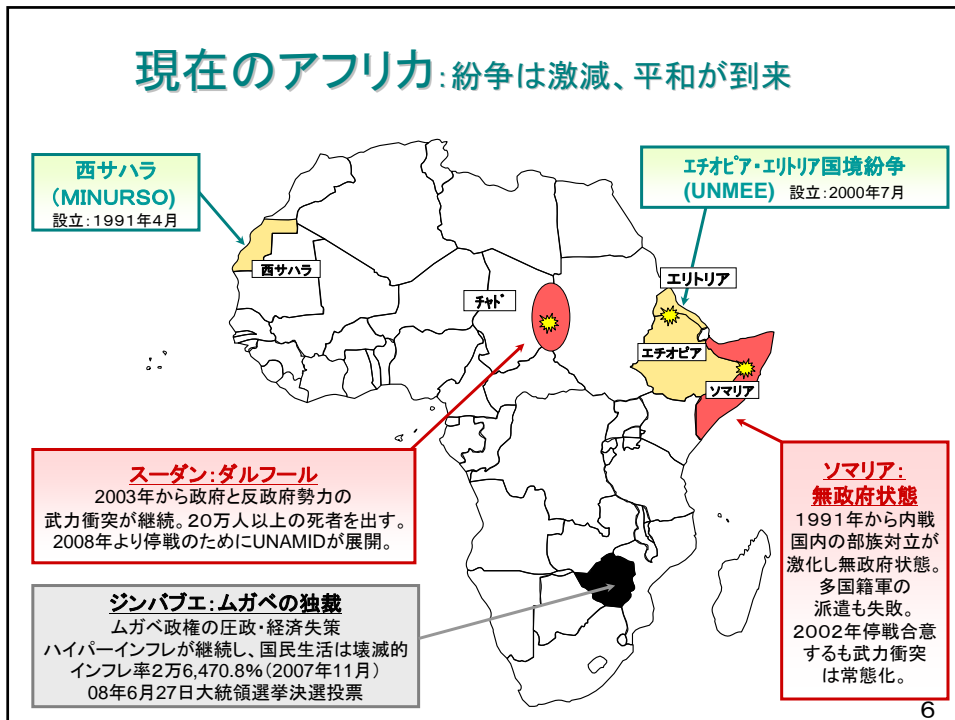 現在のアフリカ:紛争は激減、平和が到来
西サハラ
(MINURSO)
設立:1991年4月
エチオピア・エリトリア国境紛争
(UNMEE) 設立:2000年7月
西サハラ
チャド
エリトリア
エチオピア
ソマリア
スーダン:ダルフール
2003年から政府と反政府勢力の
武力衝突が継続。20万人以上の死者を出す。
2008年より停戦のためにUNAMIDが展開。
ジンバブエ:ムガベの独裁
ムガベ政権の圧政・経済失策
ハイパーインフレが継続し、国民生活は壊滅的
インフレ率2万6,470.8%(2007年11月)
08年6月27日大統領選挙決選投票
ソマリア:
無政府状態
1991年から内戦
国内の部族対立が
激化し無政府状態。
多国籍軍の
派遣も失敗。
2002年停戦合意
するも武力衝突
は常態化。
6